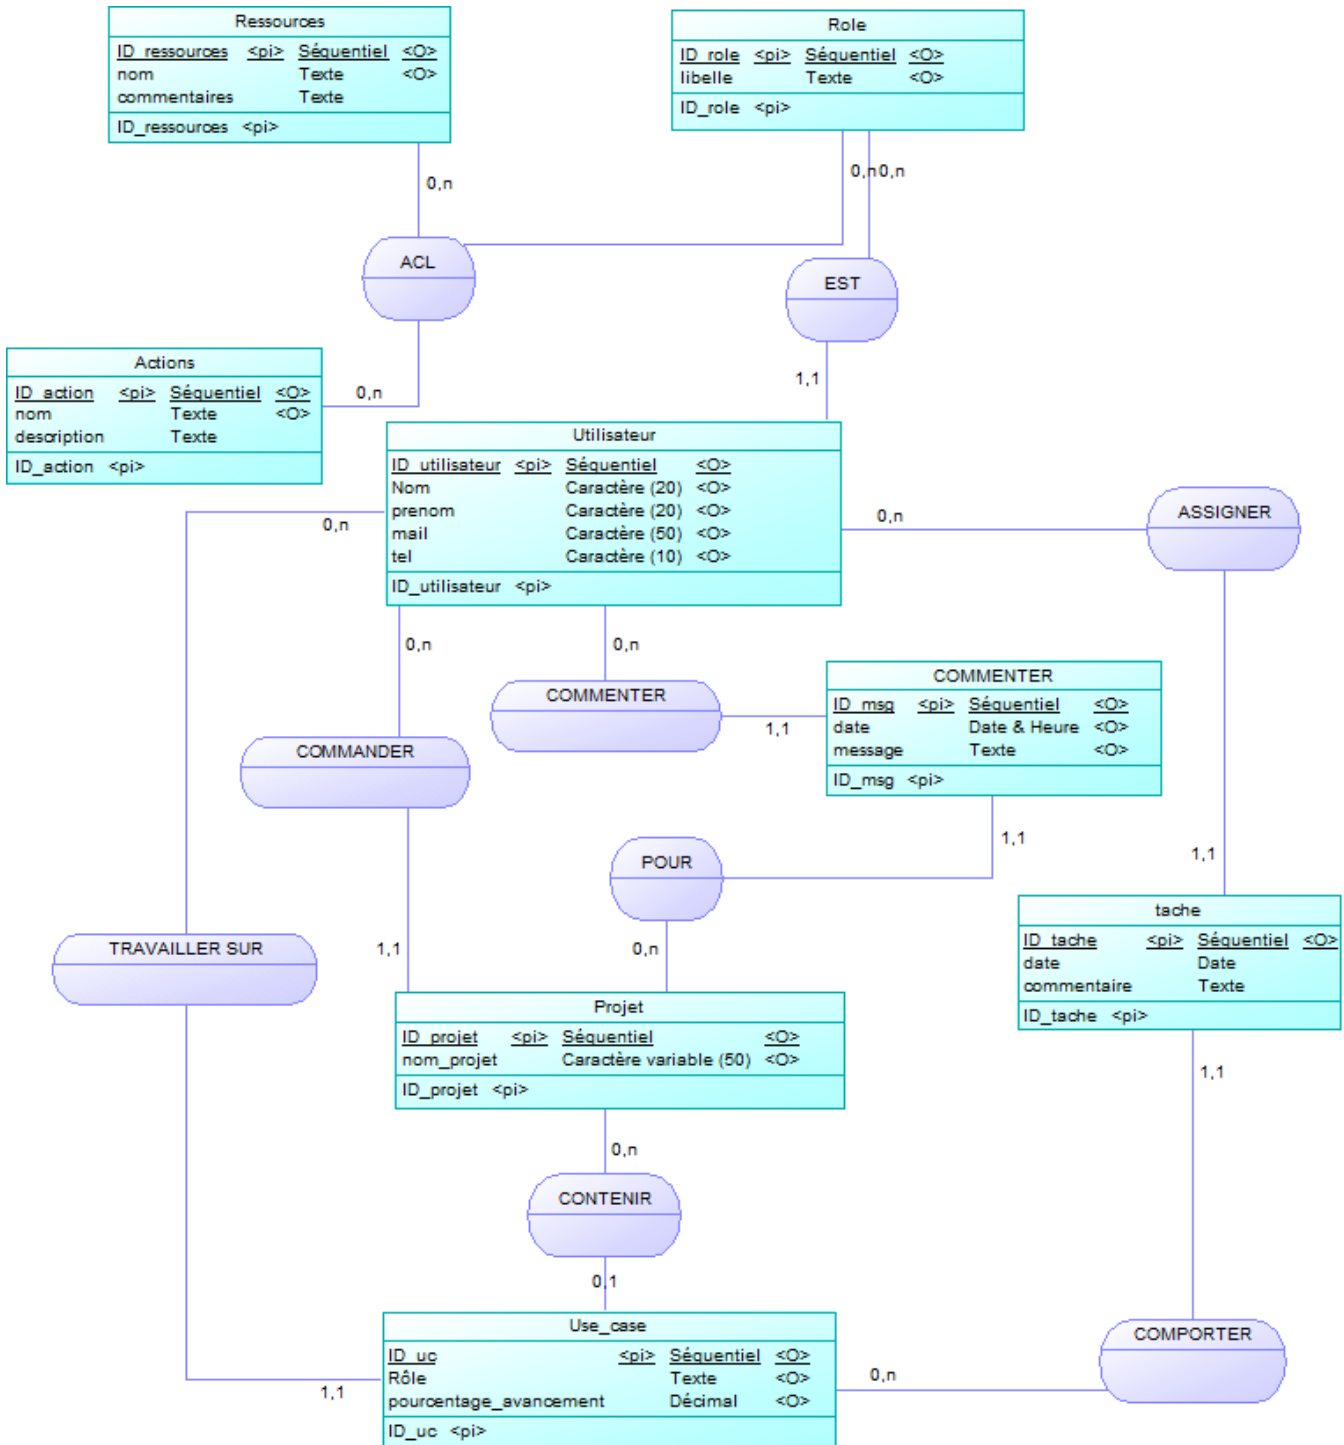 Ressources
ID_ressources <pi> Séquentiel <O>
nom Texte <O>
commentaires Texte
ID_ressources <pi>
Role
ID_role <pi> Séquentiel <O>
libelle Texte <O>
ID_role <pi>
0,n
0,n
0,n
ACL
EST
Actions
ID_action <pi> Séquentiel <O>
nom Texte <O>
description Texte
ID_action <pi>
0,n
1,1
Utilisateur
ID_utilisateur <pi> Séquentiel <O>
Nom Caractère (20) <O>
prenom Caractère (20) <O>
mail Caractère (50) <O>
tel Caractère (10) <O>
ID_utilisateur <pi>
0,n
0,n
ASSIGNER
0,n
0,n
COMMENTER
1,1
COMMENTER
ID_msg <pi> Séquentiel <O>
date Date & Heure <O>
message Texte <O>
ID_msg <pi>
COMMANDER
1,1
POUR
1,1
TRAVAILLER SUR
1,1
0,n
tache
ID_tache <pi> Séquentiel <O>
date Date
commentaire Texte
ID_tache <pi>
Projet
ID_projet <pi> Séquentiel <O>
nom_projet Caractère variable (50) <O>
ID_projet <pi>
1,1
0,n
CONTENIR
0,1
Use_case
ID_uc <pi> Séquentiel <O>
Rôle Texte <O>
pourcentage_avancement Décimal <O>
ID_uc <pi>
1,1
0,n
COMPORTER